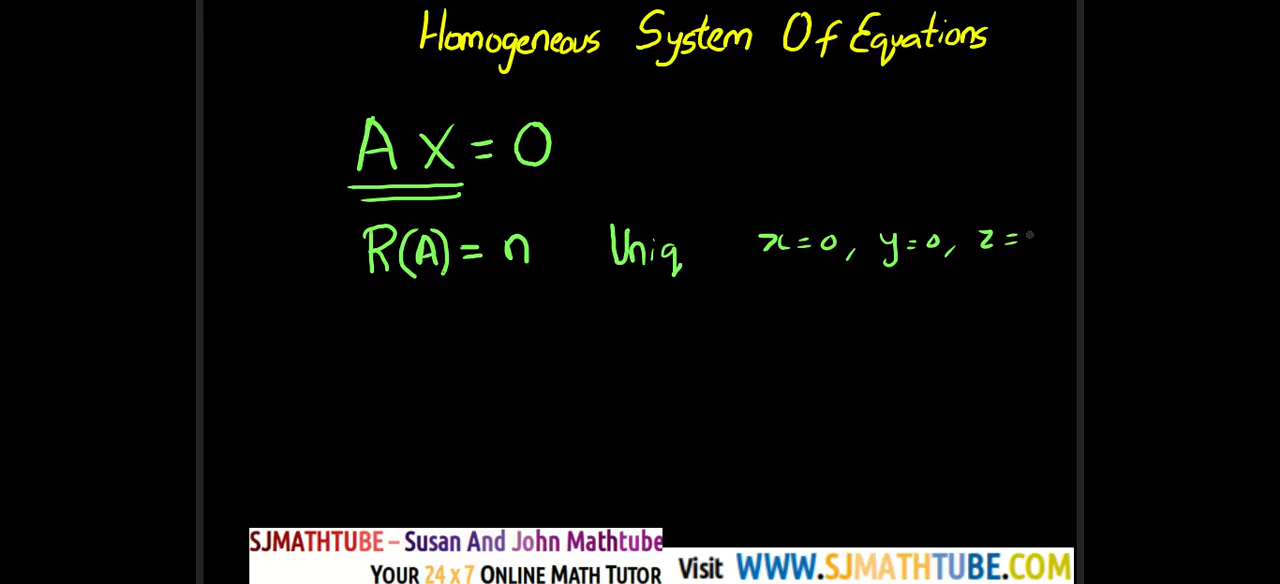 Homogeneous System Of Equations
A X = 0
R(A) = n Uniq x = 0, y = 0, z =
SJMATHTUBE – Susan And John Mathtube
YOUR 24 x 7 ONLINE MATH TUTOR Visit WWW.SJMATHTUBE.COM